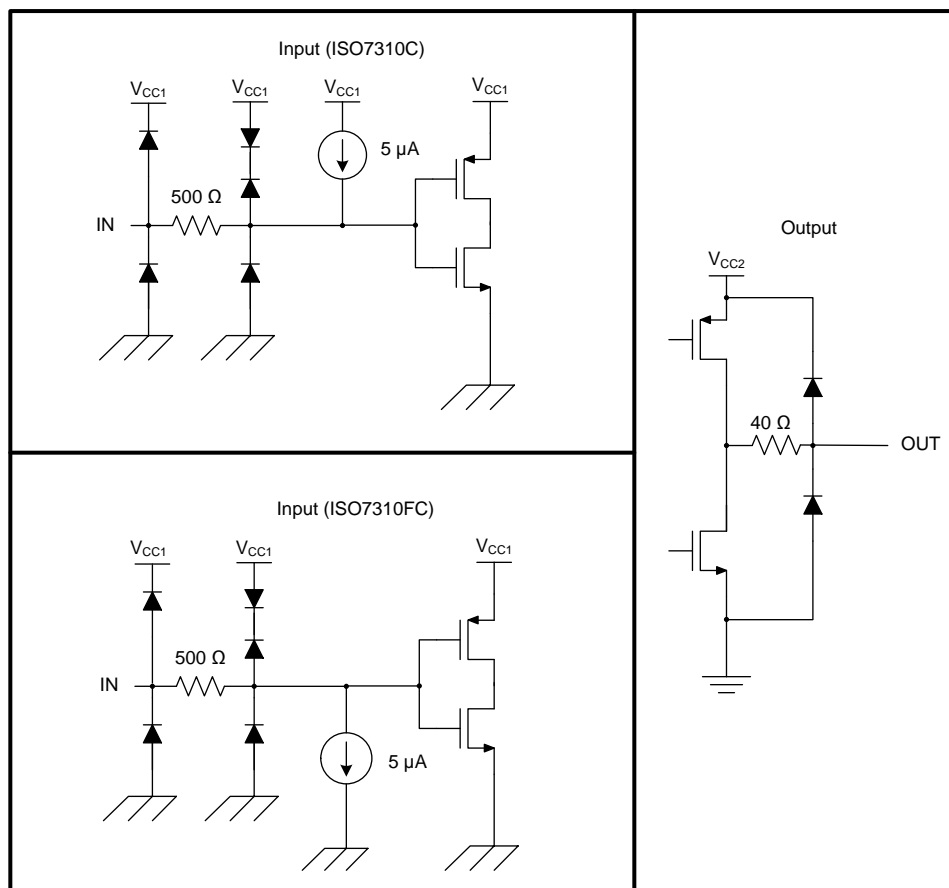 Input (ISO7310C)
VCC1 VCC1 VCC1 VCC1
5 µA
500 Ω
IN
Input (ISO7310FC)
VCC1 VCC1 VCC1
500 Ω
IN
5 µA
Output
VCC2
40 Ω
OUT